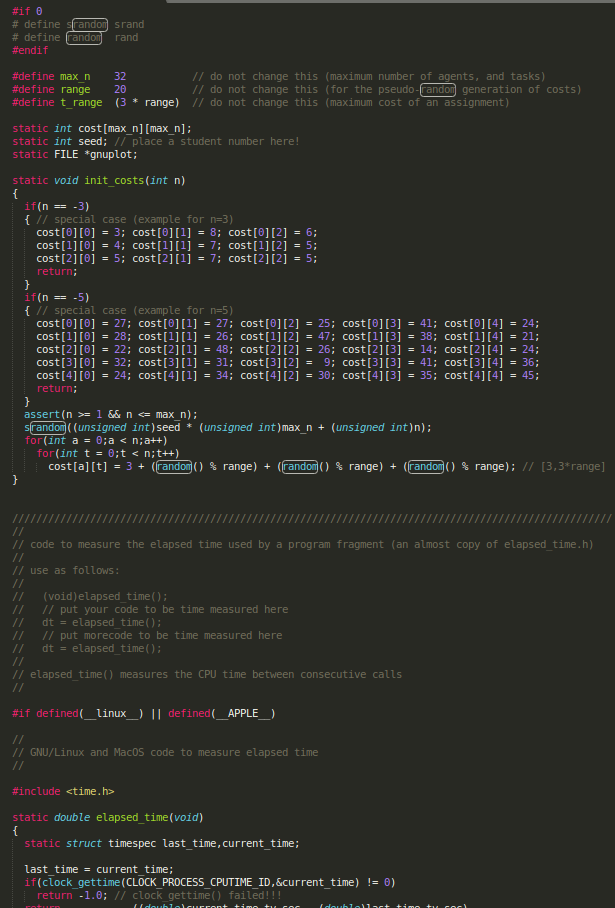 #if 0
# define srandom srand
# define random  rand
#endif
#define max_n    32           // do not change this (maximum number of agents, and tasks)
#define range    20           // do not change this (for the pseudo-random generation of costs)
#define t_range  (3 * range)  // do not change this (maximum cost of an assignment)
static int cost[max_n][max_n];
static int seed; // place a student number here!
static FILE *gnuplot;
static void init_costs(int n)
{
  if(n == -3)
  { // special case (example for n=3)
    cost[0][0] = 3; cost[0][1] = 8; cost[0][2] = 6;
    cost[1][0] = 4; cost[1][1] = 7; cost[1][2] = 5;
    cost[2][0] = 5; cost[2][1] = 7; cost[2][2] = 5;
    return;
  }
  if(n == -5)
  { // special case (example for n=5)
    cost[0][0] = 27; cost[0][1] = 27; cost[0][2] = 25; cost[0][3] = 41; cost[0][4] = 24;
    cost[1][0] = 28; cost[1][1] = 26; cost[1][2] = 47; cost[1][3] = 38; cost[1][4] = 21;
    cost[2][0] = 22; cost[2][1] = 48; cost[2][2] = 26; cost[2][3] = 14; cost[2][4] = 24;
    cost[3][0] = 32; cost[3][1] = 31; cost[3][2] =  9; cost[3][3] = 41; cost[3][4] = 36;
    cost[4][0] = 24; cost[4][1] = 34; cost[4][2] = 30; cost[4][3] = 35; cost[4][4] = 45;
    return;
  }
  assert(n >= 1 && n <= max_n);
  srandom((unsigned int)seed * (unsigned int)max_n + (unsigned int)n);
  for(int a = 0;a < n;a++)
    for(int t = 0;t < n;t++)
      cost[a][t] = 3 + (random() % range) + (random() % range) + (random() % range); // [3,3*range]
}
////////////////////////////////////////////////////////////////////////////////////////////////////
//
// code to measure the elapsed time used by a program fragment (an almost copy of elapsed_time.h)
//
// use as follows:
//
//   (void)elapsed_time();
//   // put your code to be time measured here
//   dt = elapsed_time();
//   // put morecode to be time measured here
//   dt = elapsed_time();
//
// elapsed_time() measures the CPU time between consecutive calls
//
#if defined(__linux__) || defined(__APPLE__)
//
// GNU/Linux and MacOS code to measure elapsed time
//
#include <time.h>
static double elapsed_time(void)
{
  static struct timespec last_time,current_time;
  last_time = current_time;
  if(clock_gettime(CLOCK_PROCESS_CPUTIME_ID,&current_time) != 0)
    return -1.0; // clock_gettime() failed!!!
  return            ((double)current_time.tv_sec - (double)last_time.tv_sec)